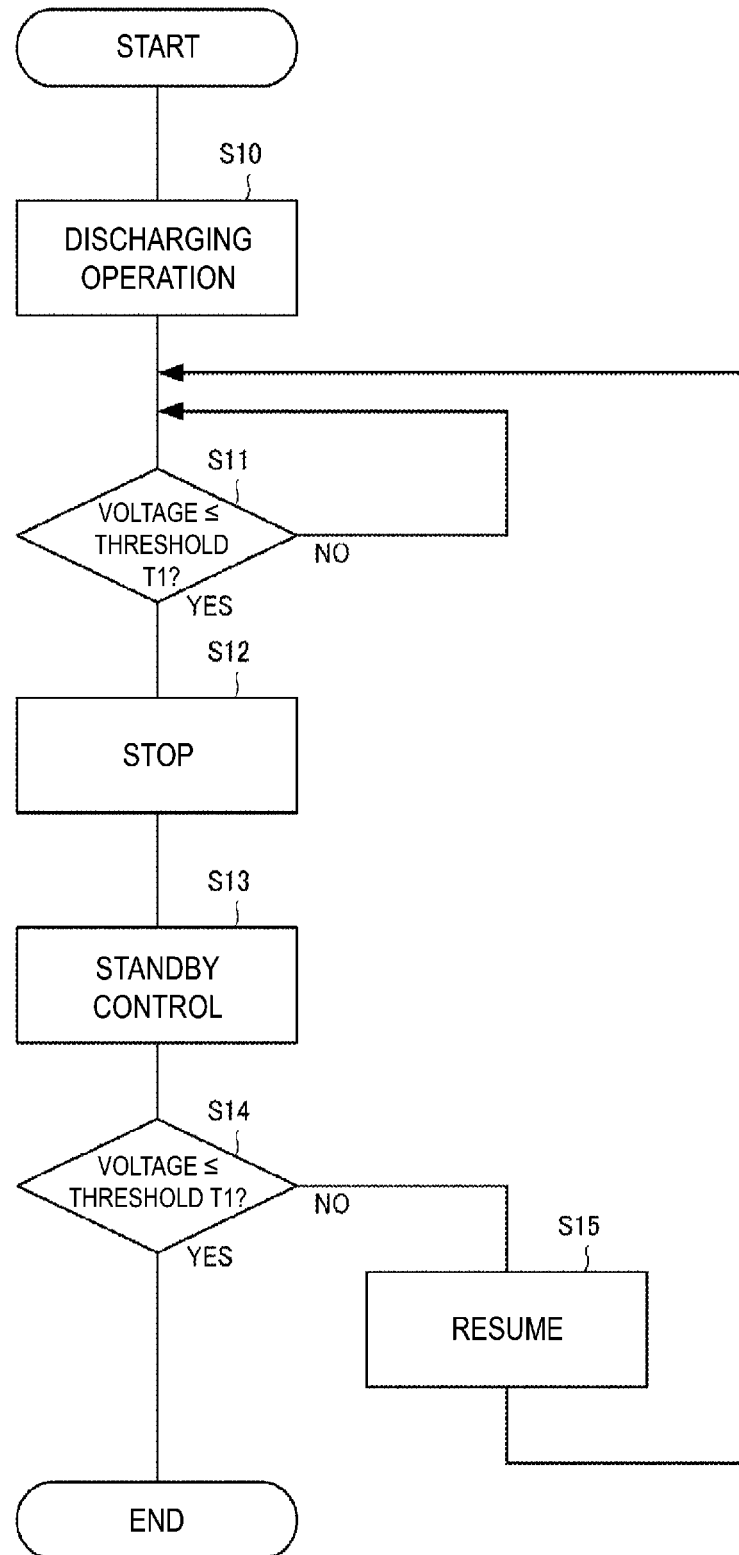 START
S10
DISCHARGING
OPERATION
S11
VOLTAGE ≤
THRESHOLD
T1?
NO
YES
S12
STOP
S13
STANDBY
CONTROL
S14
VOLTAGE ≤
THRESHOLD T1?
NO
YES
S15
RESUME
END